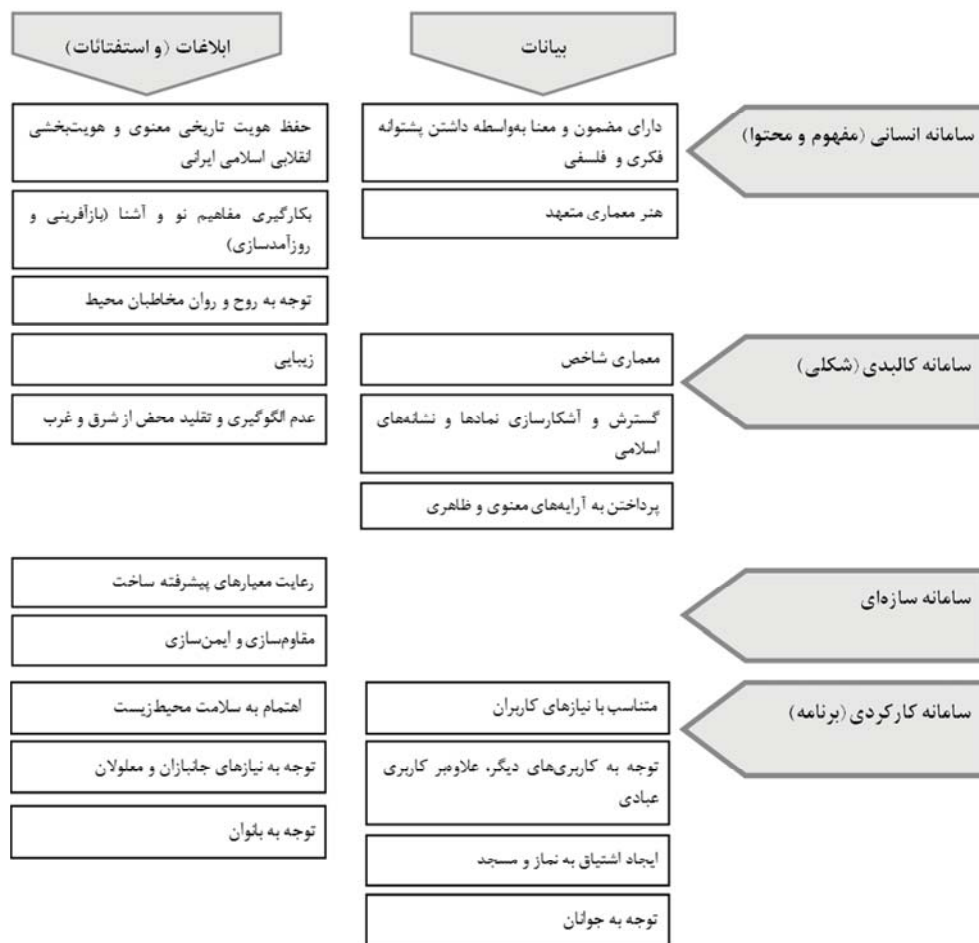 بیانات
ابلاغات (و استفتائات)
سامانه انسانی (مفهوم و محتوا)
دارای مضمون و معنا به‌واسطه داشتن پشتوانه
فکری و فلسفی
هنر معماری متعهد
حفظ هویت تاریخی معنوی و هویت‌بخشی
انقلابی اسلامی ایرانی
بکارگیری مفاهیم نو و آشنا (بازآفرینی و
روزآمدسازی)
توجه به روح و روان مخاطبان محیط
سامانه کالبدی (شکلی)
معماری شاخص
گسترش و آشکارسازی نمادها و نشانه‌های
اسلامی
پرداختن به آرایه‌های معنوی و ظاهری
زیبایی
عدم الگوگیری و تقلید محض از شرق و غرب
سامانه سازه‌ای
رعایت معیارهای پیشرفته ساخت
مقاوم‌سازی و ایمن‌سازی
سامانه کارکردی (برنامه)
متناسب با نیازهای کاربران
توجه به کاربری‌های دیگر، علاوه‌بر کاربری
عبادی
ایجاد اشتیاق به نماز و مسجد
توجه به جوانان
اهتمام به سلامت محیط‌زیست
توجه به نیازهای جانبازان و معلولان
توجه به بانوان